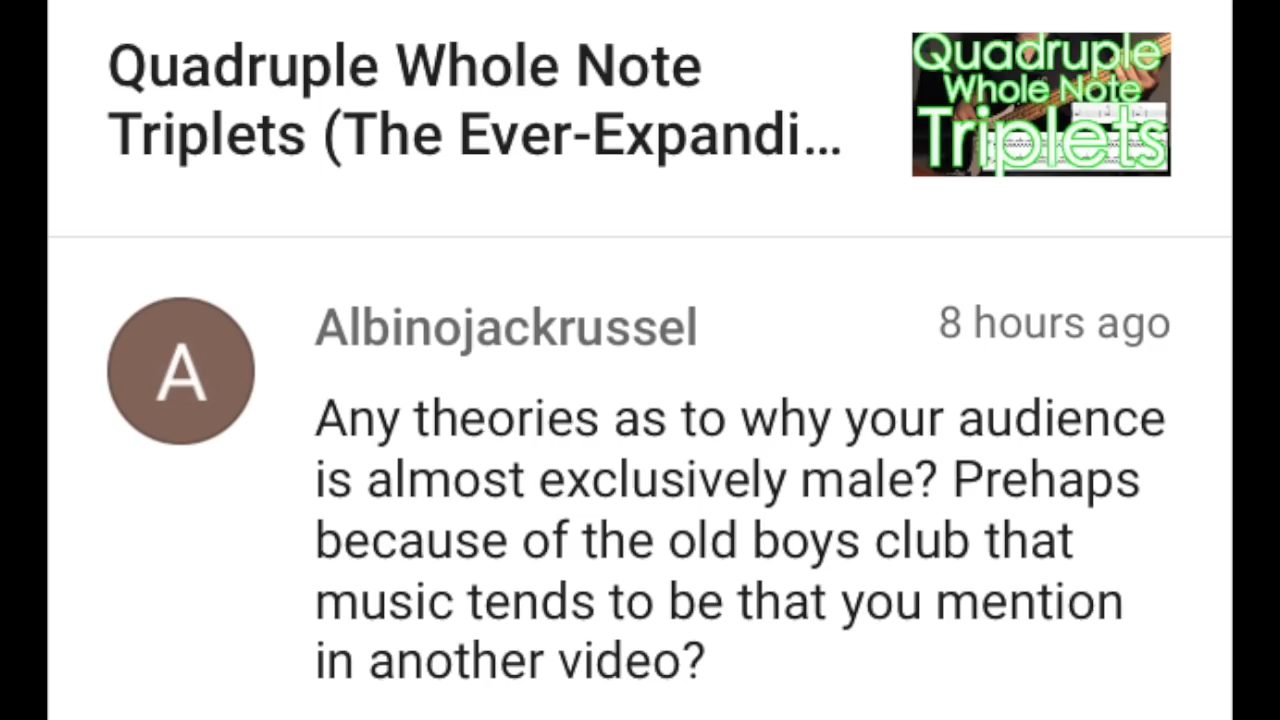 Quadruple Whole Note
Triplets (The Ever-Expandi...
Quadruple
Whole Note
Triplets
A
Albinojackrussel
8 hours ago
Any theories as to why your audience
is almost exclusively male? Prehaps
because of the old boys club that
music tends to be that you mention
in another video?